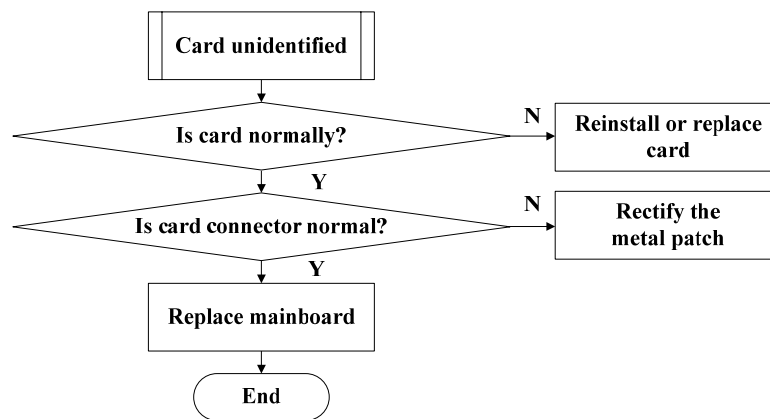 Card unidentified
Is card normally?
N
Reinstall or replace
card
Y
Is card connector normal?
N
Rectify the
metal patch
Y
Replace mainboard
End